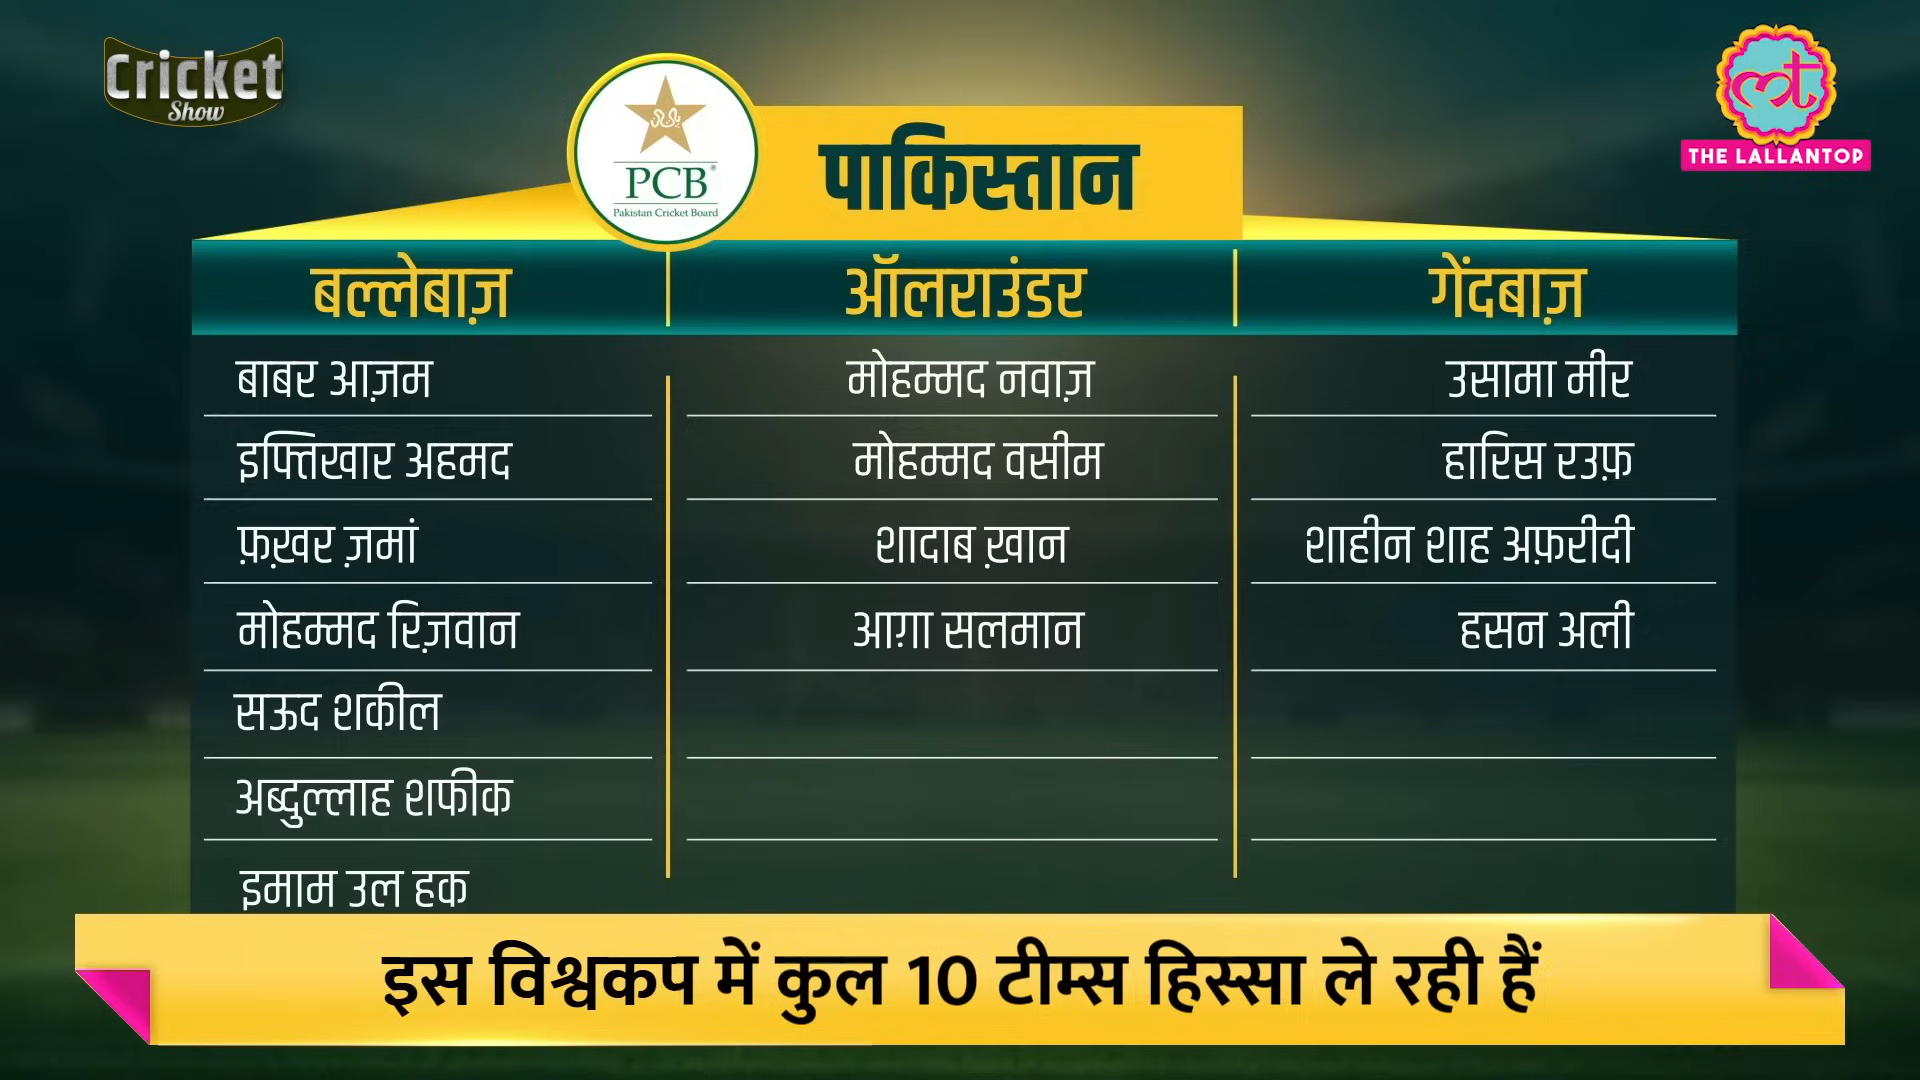 Cricket
Show
THE LALLANTOP
PCB
Pakistan Cricket Board
पाकिस्तान
बल्लेबाज़ ऑलराउंडर गेंदबाज़
बाबर आज़म मोहम्मद नवाज़ उसामा मीर
इफ्तिखार अहमद मोहम्मद वसीम हारिस रउफ़
फ़ख़र ज़मां शादाब ख़ान शाहीन शाह अफ़रीदी
मोहम्मद रिज़वान आग़ा सलमान हसन अली
सऊद शकील
अब्दुल्लाह शफीक
इमाम उल हक
इस विश्वकप में कुल 10 टीम्स हिस्सा ले रही हैं